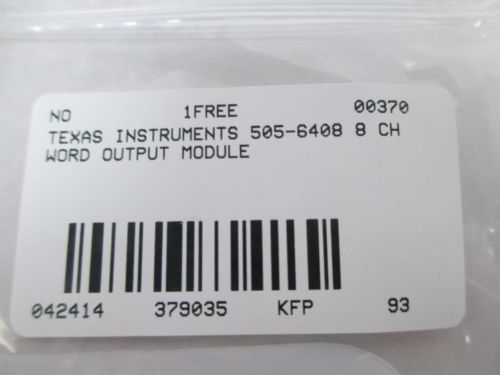 NO 1FREE 00370
TEXAS INSTRUMENTS 505-6408 8 CH
WORD OUTPUT MODULE
042414 379035 KFP 93